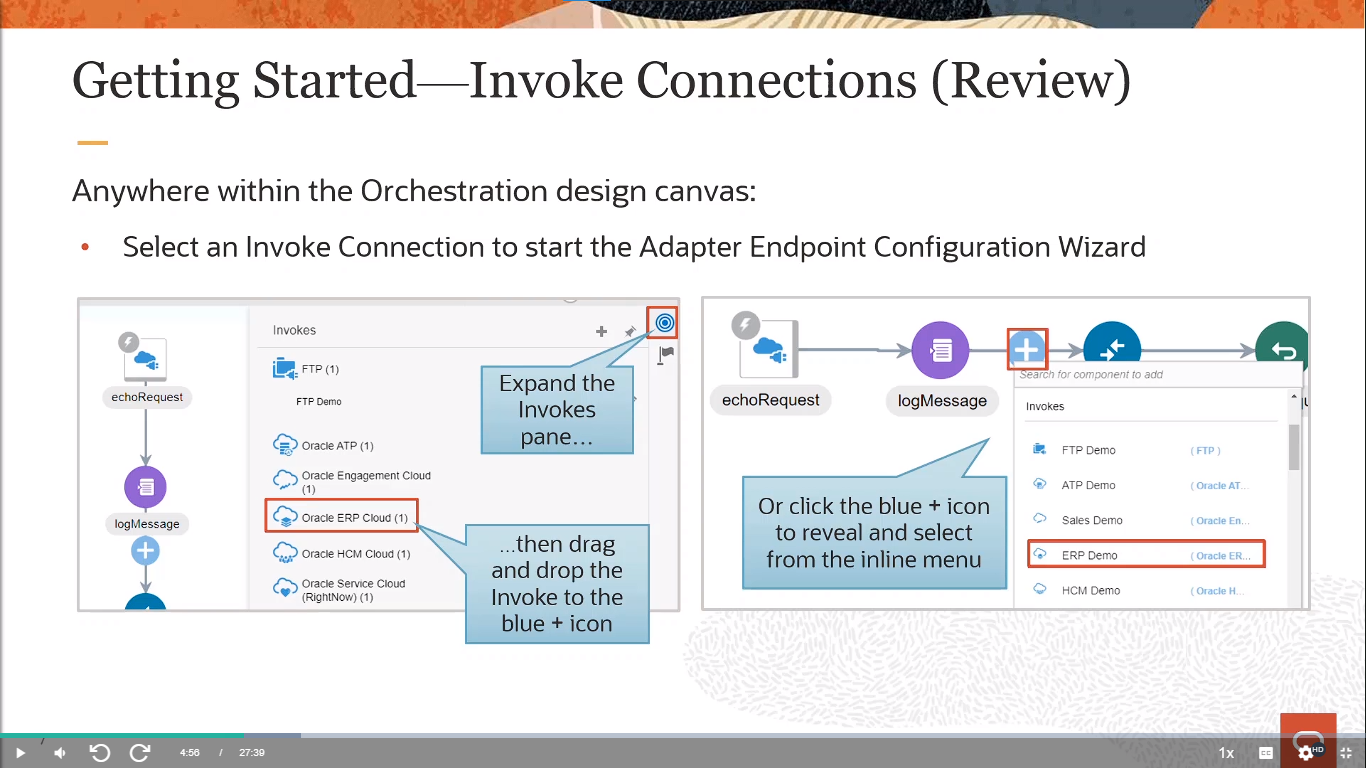 Getting Started—Invoke Connections (Review)
Anywhere within the Orchestration design canvas:
• Select an Invoke Connection to start the Adapter Endpoint Configuration Wizard
echoRequest
logMessage
Invokes
FTP (1)
FTP Demo
Oracle ATP (1)
Oracle Engagement Cloud
(1)
Oracle ERP Cloud (1)
Oracle HCM Cloud (1)
Oracle Service Cloud
(RightNow) (1)
Expand the
Invokes
pane…
…then drag
and drop the
Invoke to the
blue + icon
echoRequest
logMessage
Search for component to add
Invokes
FTP Demo ( FTP )
ATP Demo ( Oracle AT...
Sales Demo ( Oracle En...
ERP Demo ( Oracle ER...
HCM Demo ( Oracle H...
Or click the blue + icon
to reveal and select
from the inline menu
4:56 / 27:39
1x
CC
HD